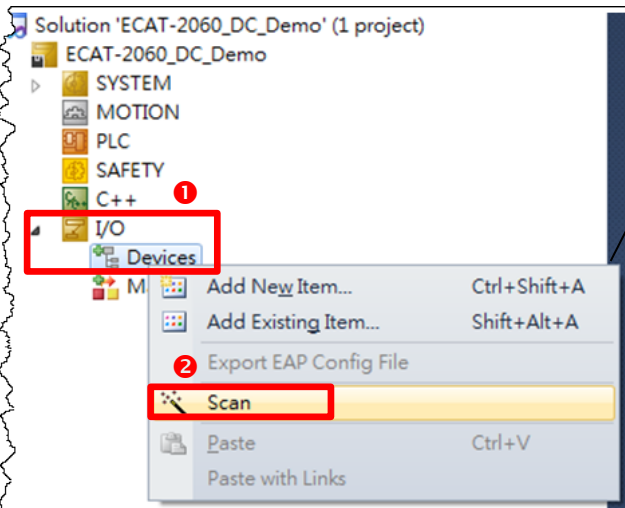 Solution 'ECAT-2060_DC_Demo' (1 project)
ECAT-2060_DC_Demo
SYSTEM
MOTION
PLC
SAFETY
C++
1
I/O
Devices
M
Add New Item... Ctrl+Shift+A
Add Existing Item... Shift+Alt+A
Export EAP Config File
2
Scan
Paste Ctrl+V
Paste with Links